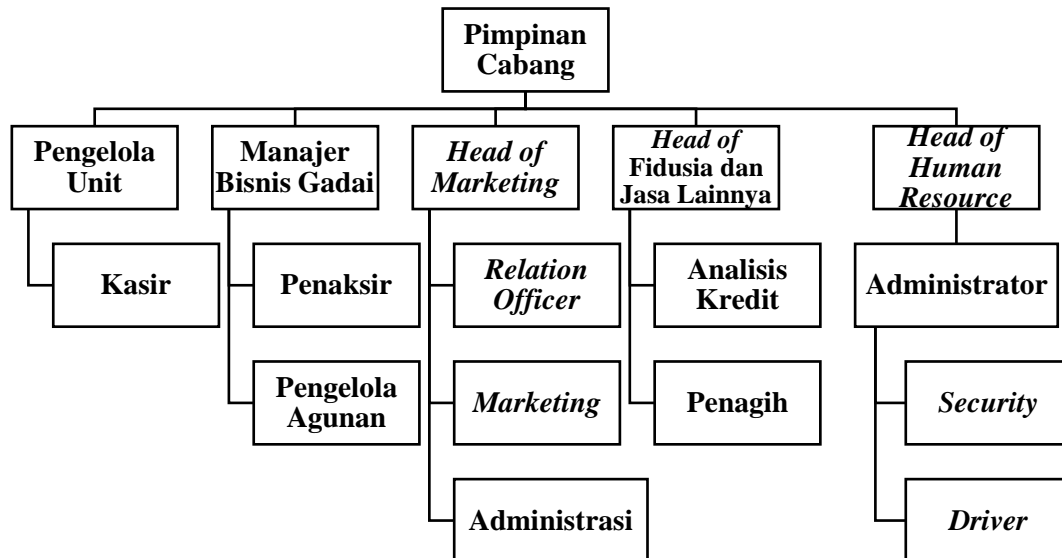 Pimpinan
Cabang
Pengelola
Unit
Manajer
Bisnis Gadai
Head of
Marketing
Head of
Fidusia dan
Jasa Lainnya
Head of
Human
Resource
Kasir
Penaksir
Relation
Officer
Analisis
Kredit
Administrator
Pengelola
Agunan
Marketing
Penagih
Security
Administrasi
Driver